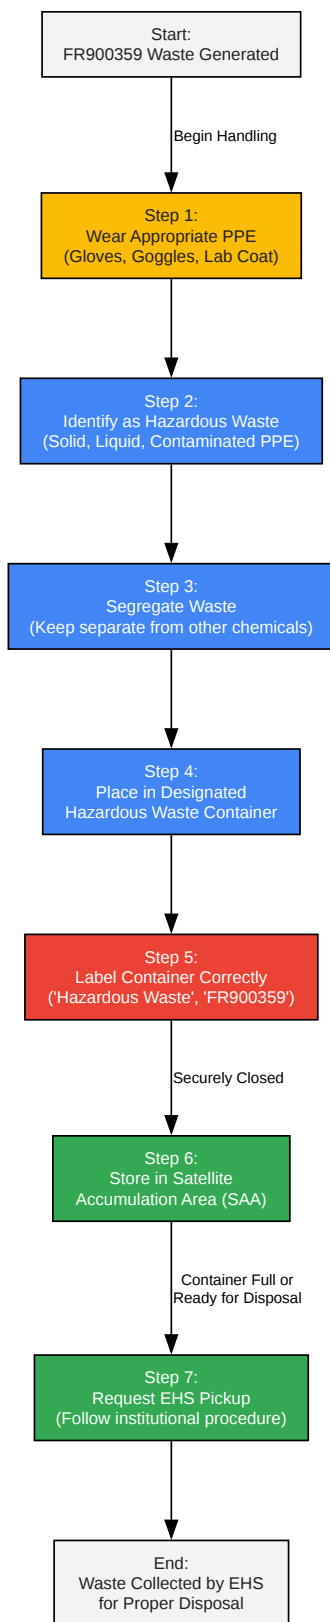 Start:
FR900359 Waste Generated
Begin Handling
Step 1:
Wear Appropriate PPE
(Gloves, Goggles, Lab Coat)
Step 2:
Identify as Hazardous Waste
(Solid, Liquid, Contaminated PPE)
Step 3:
Segregate Waste
(Keep separate from other chemicals)
Step 4:
Place in Designated
Hazardous Waste Container
Step 5:
Label Container Correctly
('Hazardous Waste', 'FR900359')
Securely Closed
Step 6:
Store in Satellite
Accumulation Area (SAA)
Container Full or
Ready for Disposal
Step 7:
Request EHS Pickup
(Follow institutional procedure)
End:
Waste Collected by EHS
for Proper Disposal